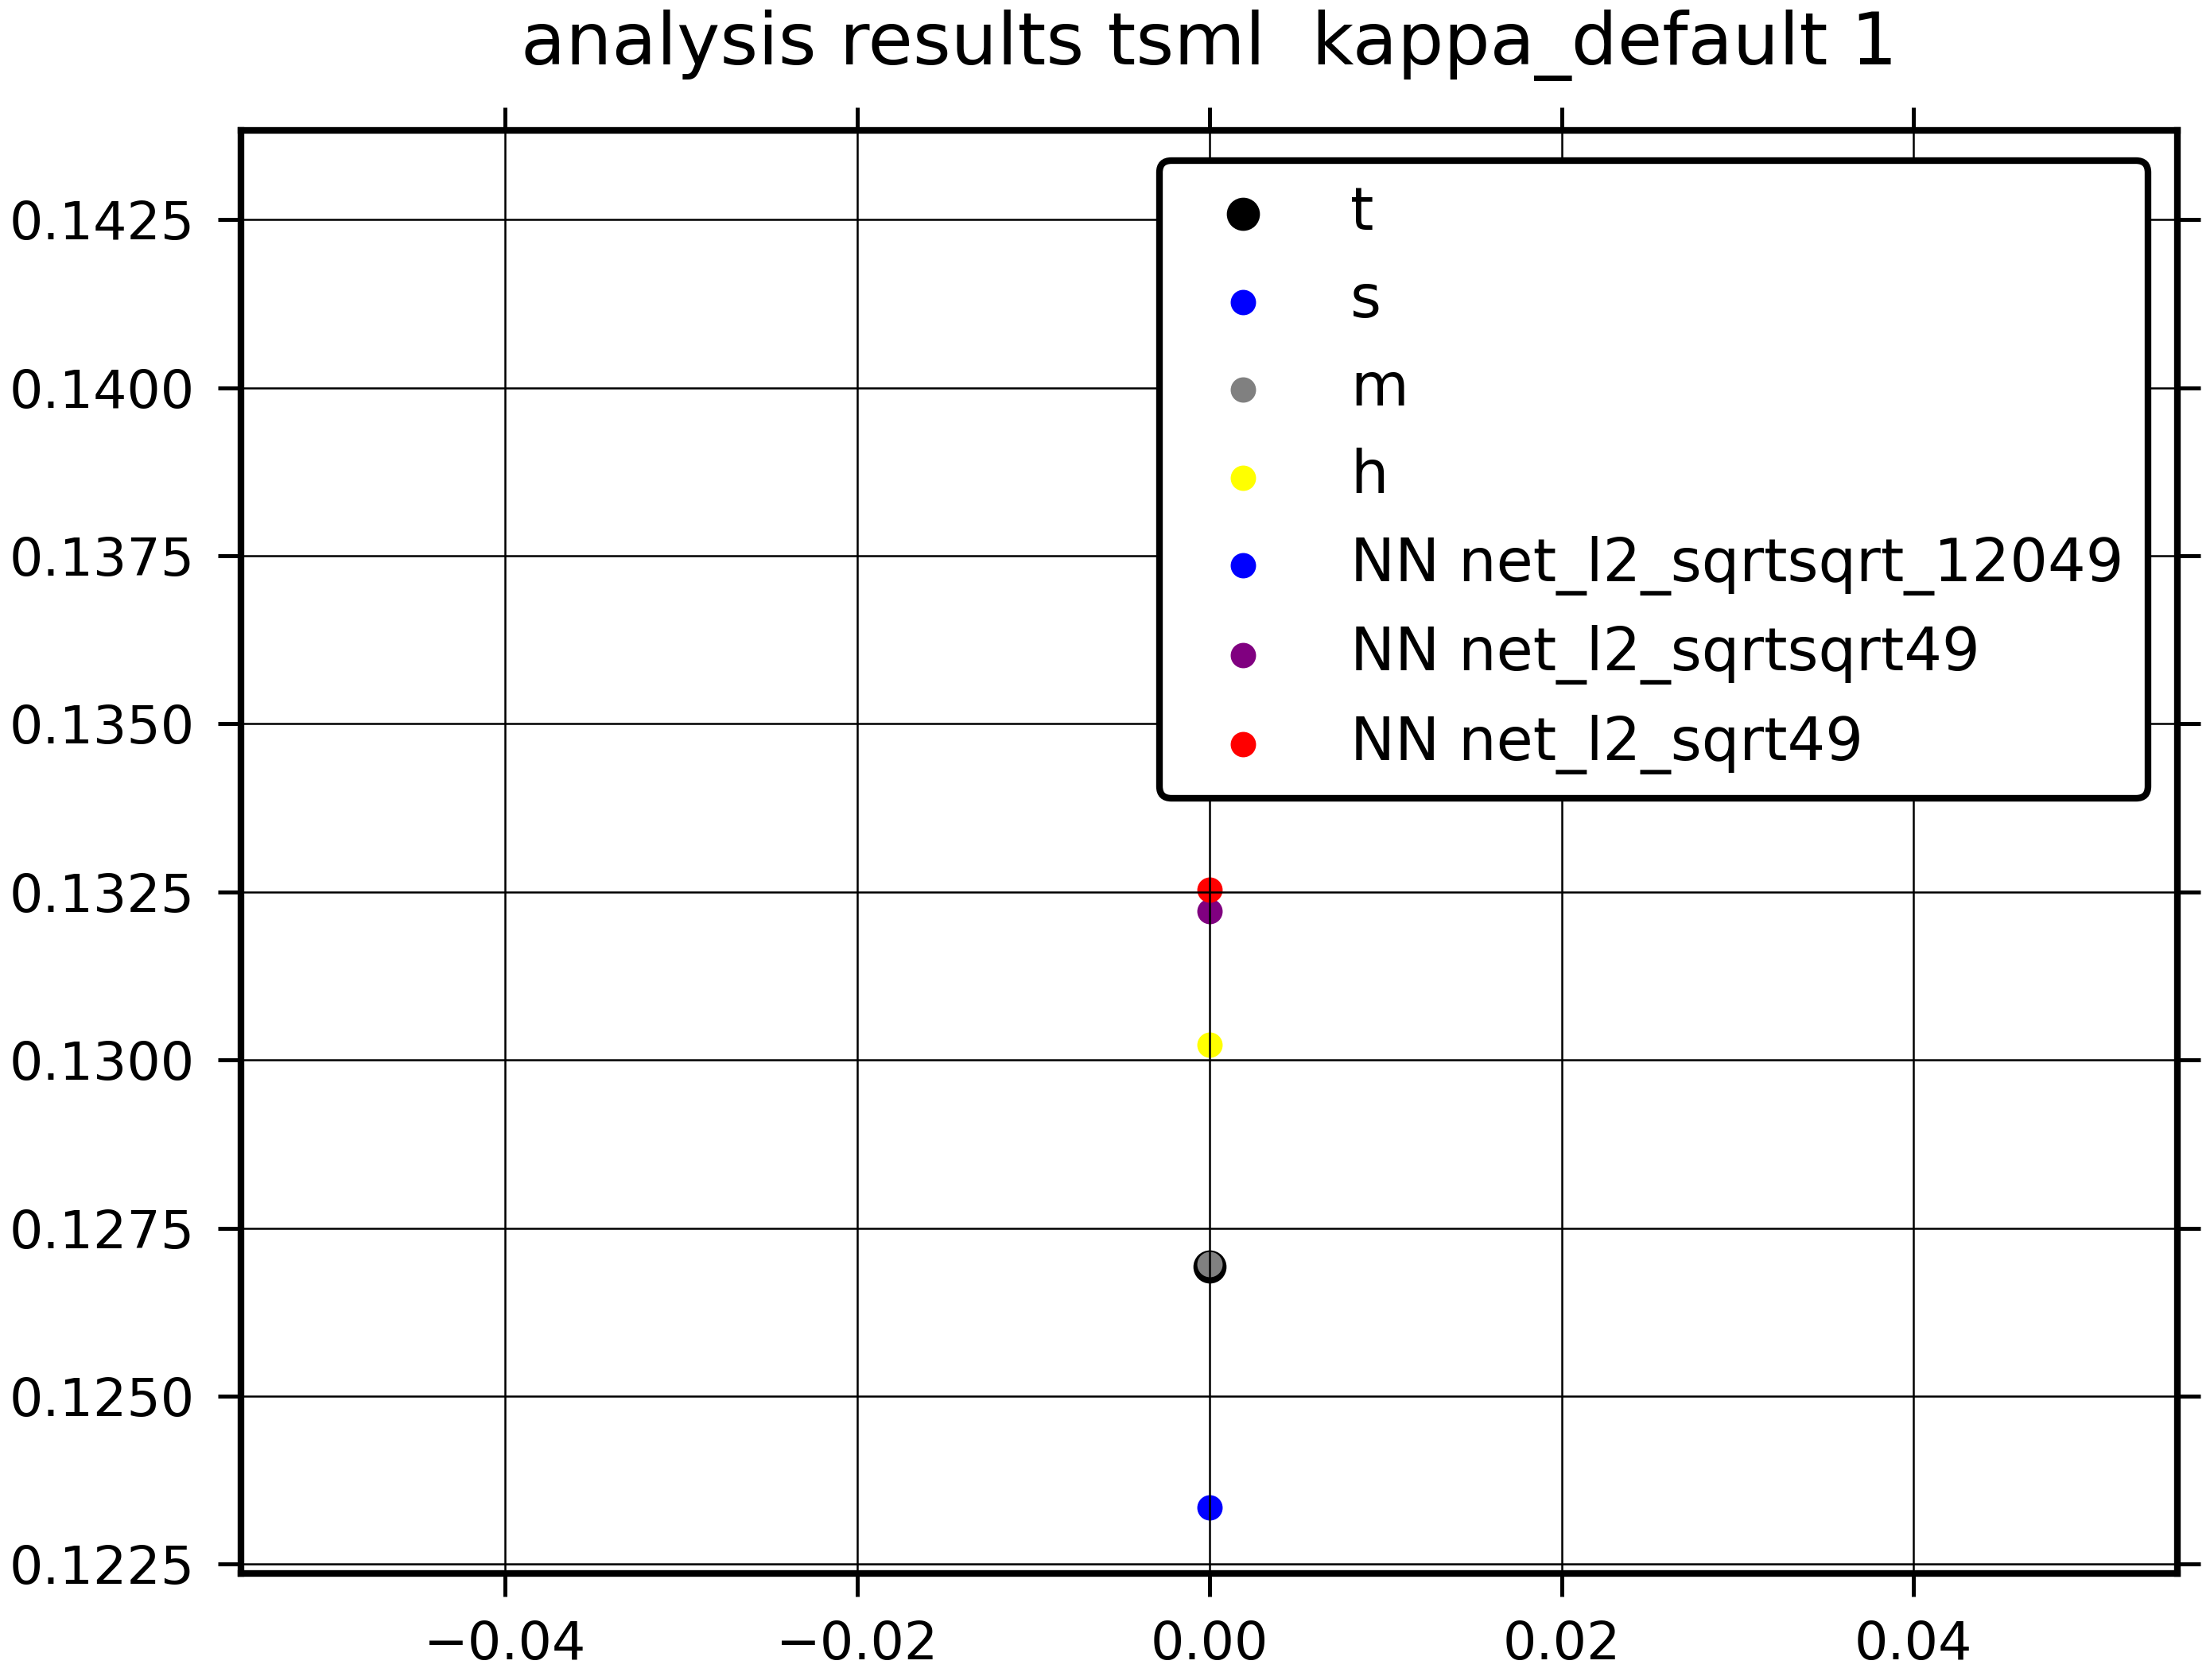 analysis results tsml  kappa_default 1
0.1425
0.1400
0.1375
0.1350
0.1325
0.1300
0.1275
0.1250
0.1225
t
s
m
h
NN net_l2_sqrtsqrt_12049
NN net_l2_sqrtsqrt49
NN net_l2_sqrt49
−0.04
−0.02
0.00
0.02
0.04